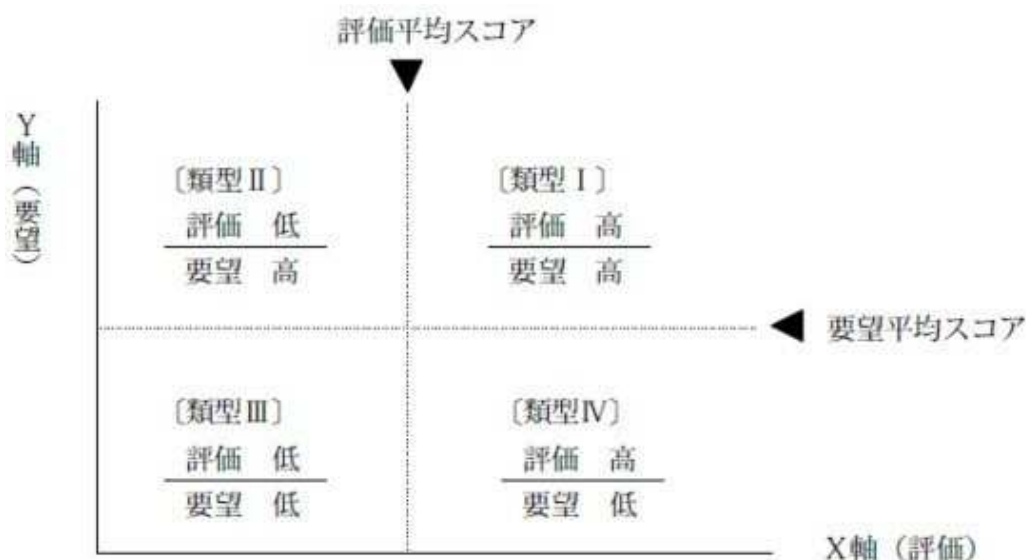 評価平均スコア
Y軸(要望)
〔類型Ⅱ〕
評価 低
要望 高
〔類型Ⅰ〕
評価 高
要望 高
要望平均スコア
〔類型Ⅲ〕
評価 低
要望 低
〔類型Ⅳ〕
評価 高
要望 低
X軸(評価)